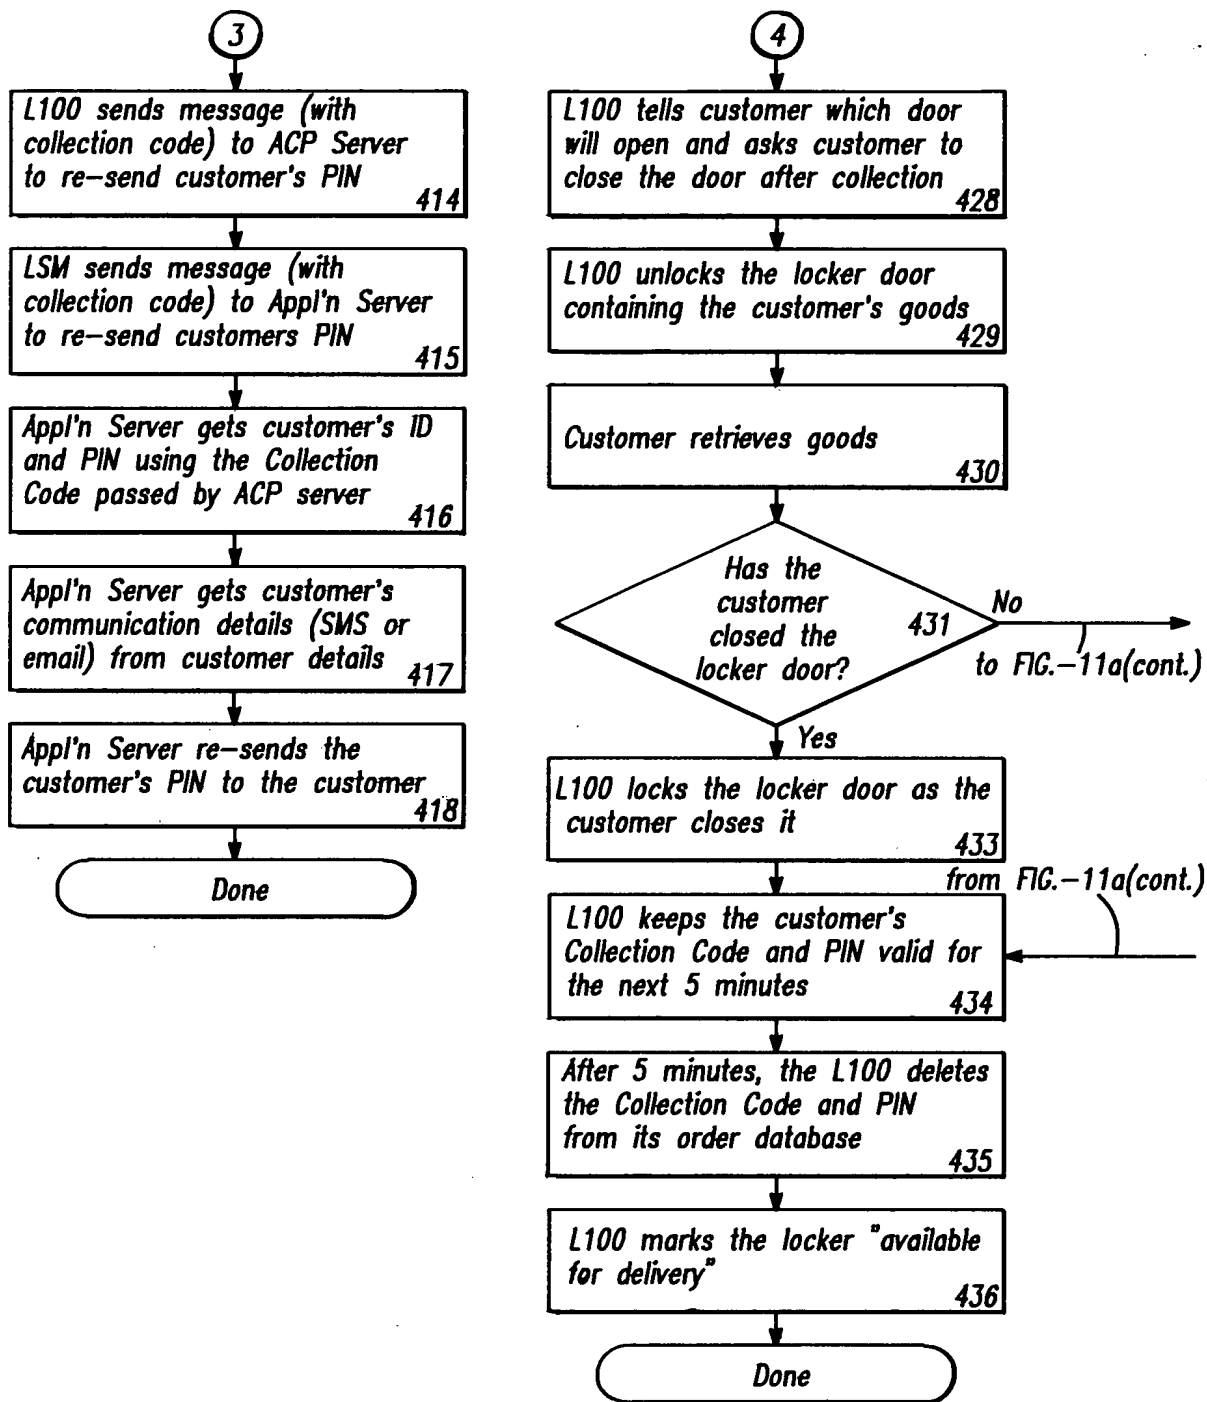 3
L100 sends message (with
collection code) to ACP Server
to re-send customer's PIN
414
LSM sends message (with
collection code) to Appl'n Server
to re-send customers PIN
415
Appl'n Server gets customer's ID
and PIN using the Collection
Code passed by ACP server
416
Appl'n Server gets customer's
communication details (SMS or
email) from customer details
417
Appl'n Server re-sends the
customer's PIN to the customer
418
Done
4
L100 tells customer which door
will open and asks customer to
close the door after collection
428
L100 unlocks the locker door
containing the customer's goods
429
Customer retrieves goods
430
Has the
customer
closed the
locker door?
431
No
to FIG.-11a(cont.)
Yes
L100 locks the locker door as the
customer closes it
433
from FIG.-11a(cont.)
L100 keeps the customer's
Collection Code and PIN valid for
the next 5 minutes
434
After 5 minutes, the L100 deletes
the Collection Code and PIN
from its order database
435
L100 marks the locker "available
for delivery"
436
Done